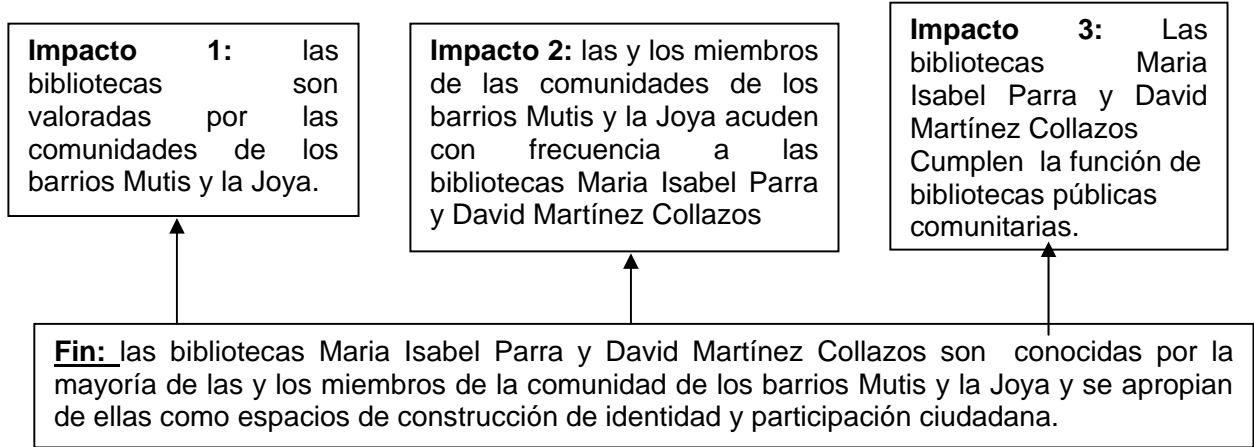 Impacto 1: las
bibliotecas son
valoradas por las
comunidades de los
barrios Mutis y la Joya.
Impacto 2: las y los miembros
de las comunidades de los
barrios Mutis y la Joya acuden
con frecuencia a las
bibliotecas Maria Isabel Parra
y David Martínez Collazos
Impacto 3: Las
bibliotecas Maria
Isabel Parra y David
Martínez Collazos
Cumplen la función de
bibliotecas públicas
comunitarias.
Fin: las bibliotecas Maria Isabel Parra y David Martínez Collazos son conocidas por la
mayoría de las y los miembros de la comunidad de los barrios Mutis y la Joya y se apropian
de ellas como espacios de construcción de identidad y participación ciudadana.